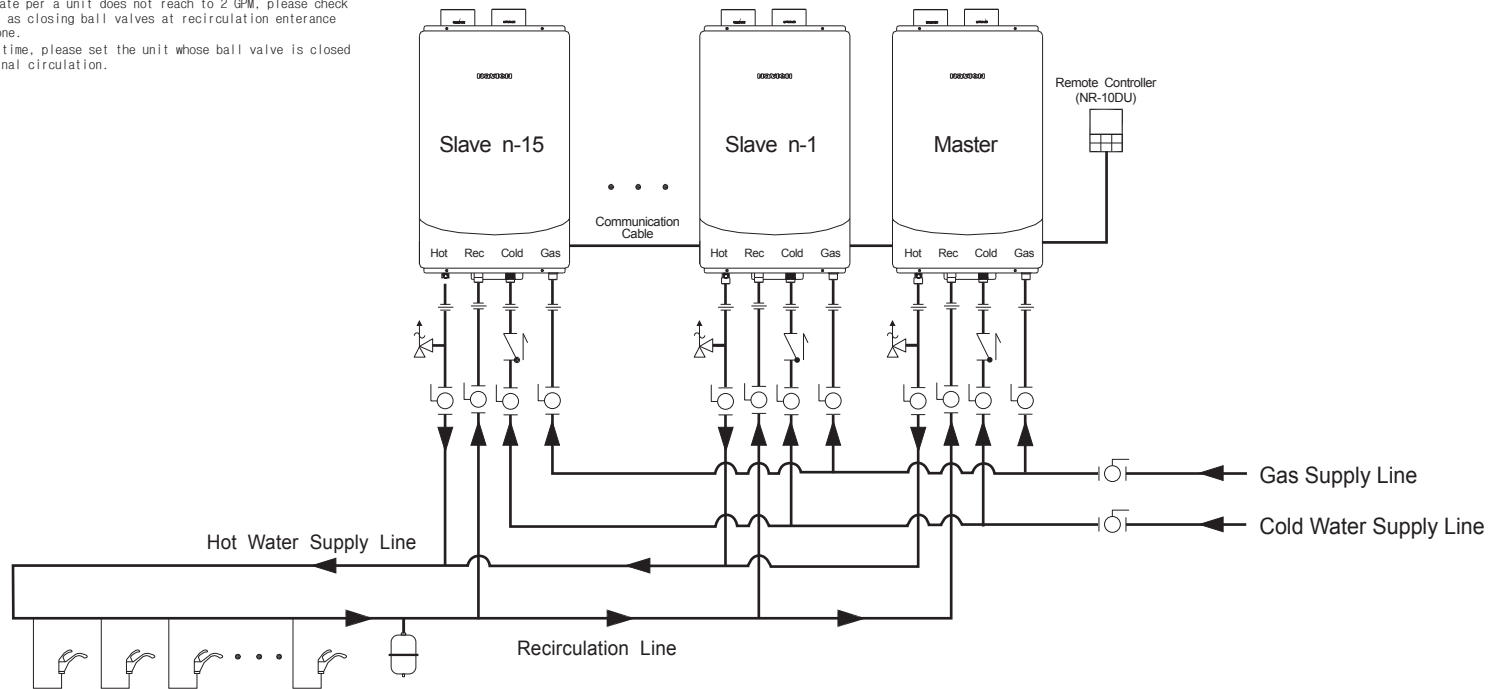 ate per a unit does not reach to 2 GPM, please check
as closing ball valves at recirculation enterance
one.
time, please set the unit whose ball valve is closed
nal circulation.
NAVIEN
NAVIEN
NAVIEN
Remote Controller
(NR-10DU)
Slave n-15
Slave n-1
Master
Communication
Cable
Hot Rec Cold Gas
Hot Rec Cold Gas
Hot Rec Cold Gas
Gas Supply Line
Cold Water Supply Line
Hot Water Supply Line
Recirculation Line